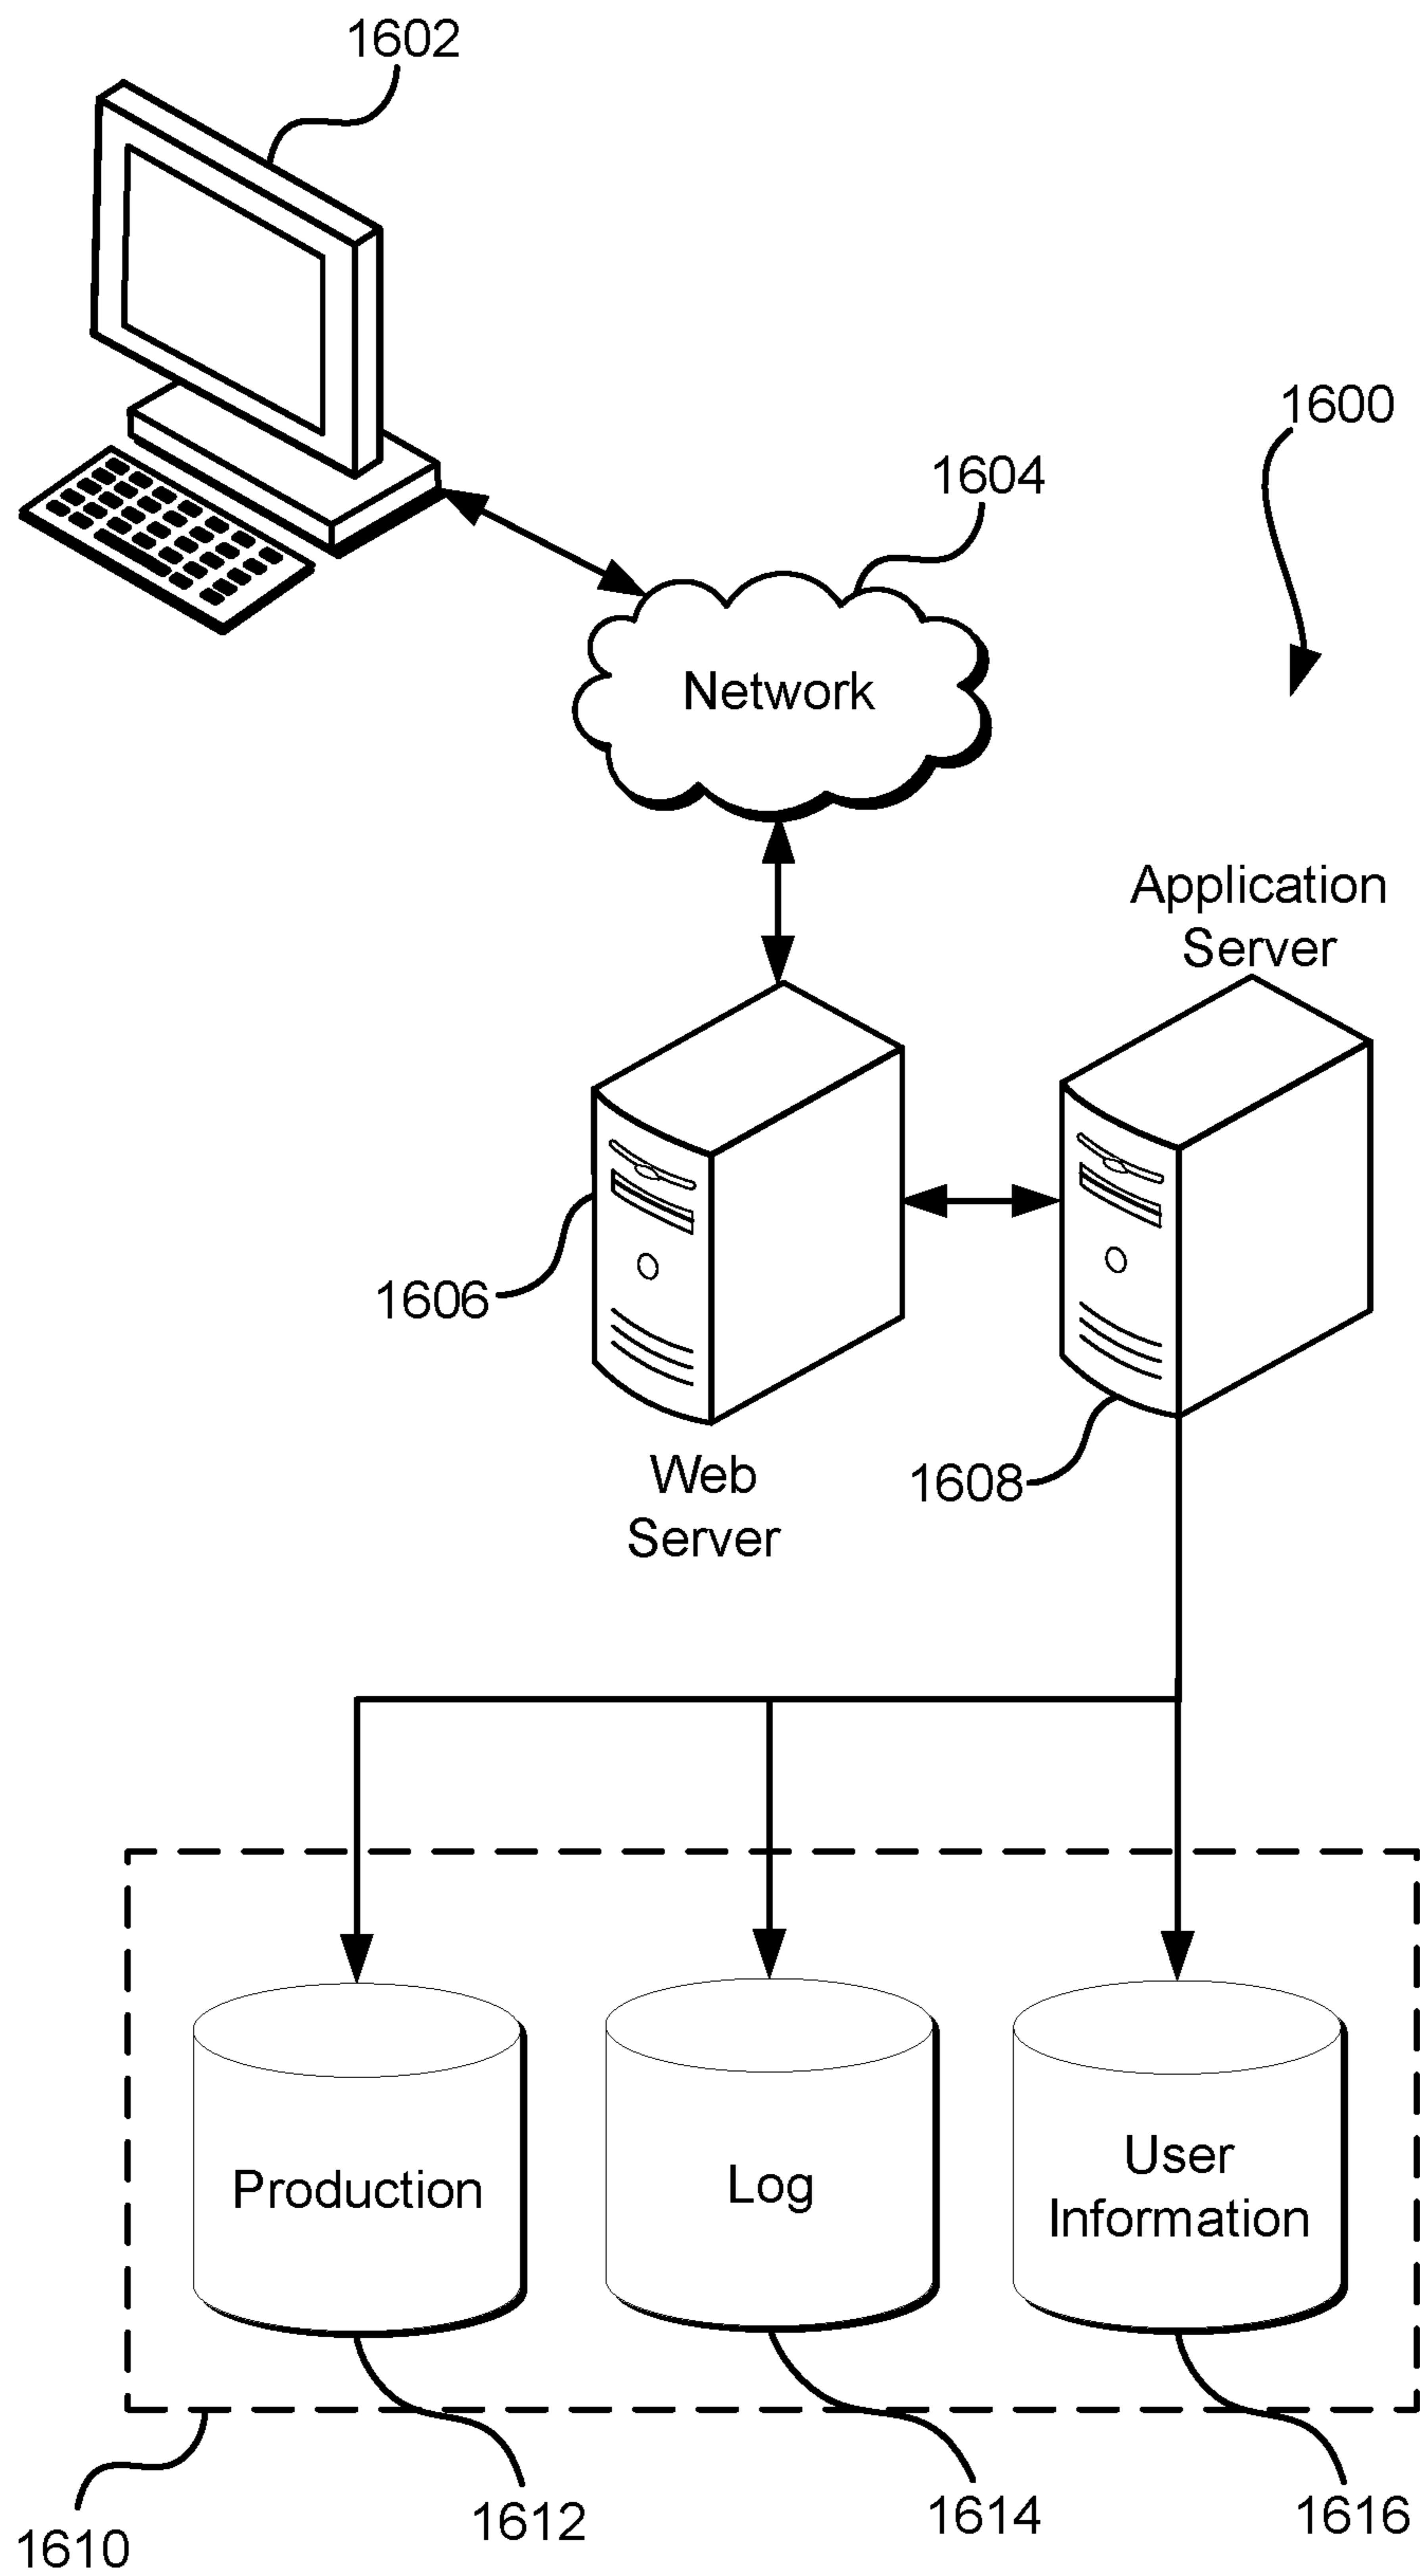 1602
1600
1604
Network
Application
Server
1606
Web
Server
1608
Production
Log
User
Information
1610
1612
1614
1616